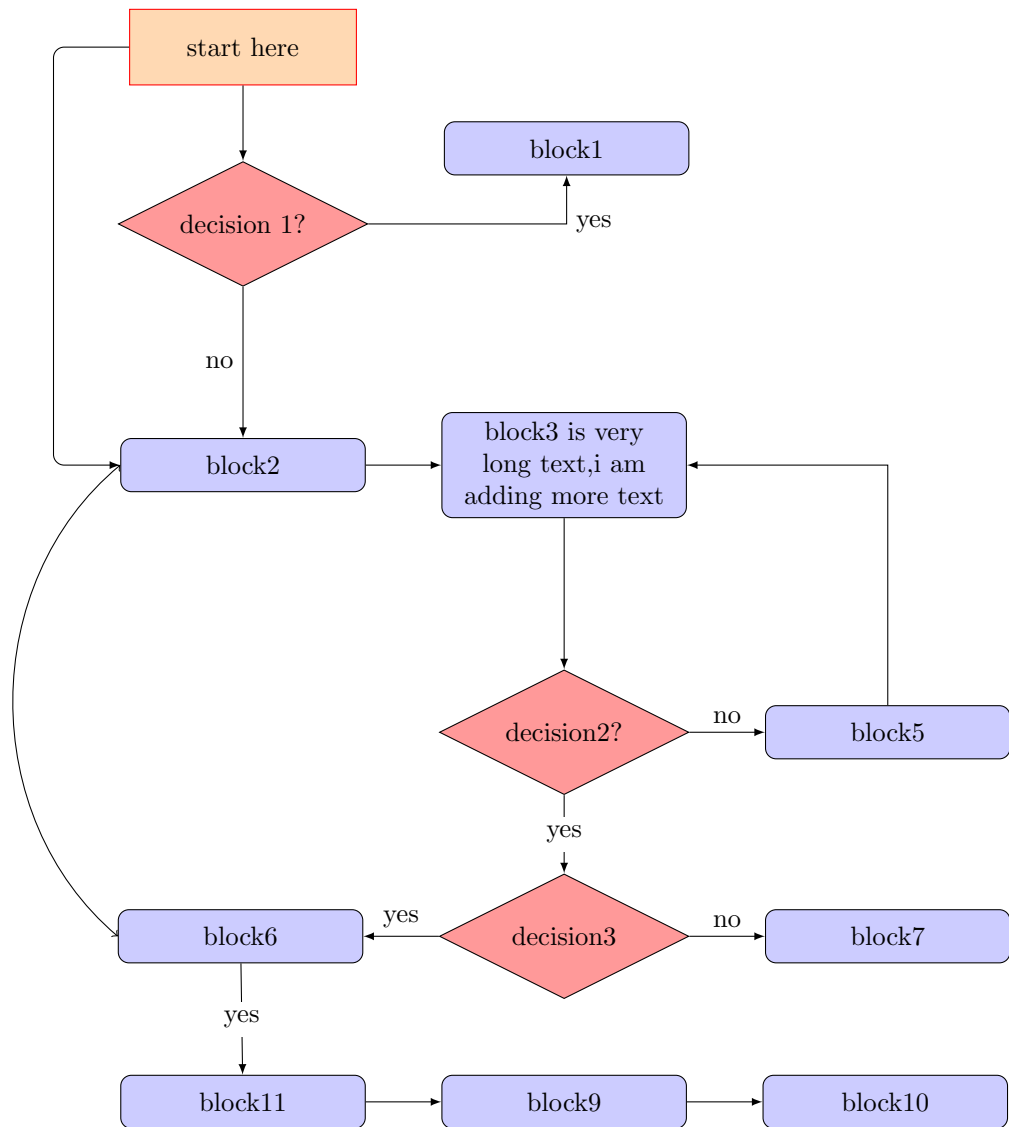 start here
block1
decision 1?
yes
no
block2
block3 is very
long text,i am
adding more text
decision2?
no
block5
yes
block6
yes
decision3
no
block7
yes
block11
block9
block10